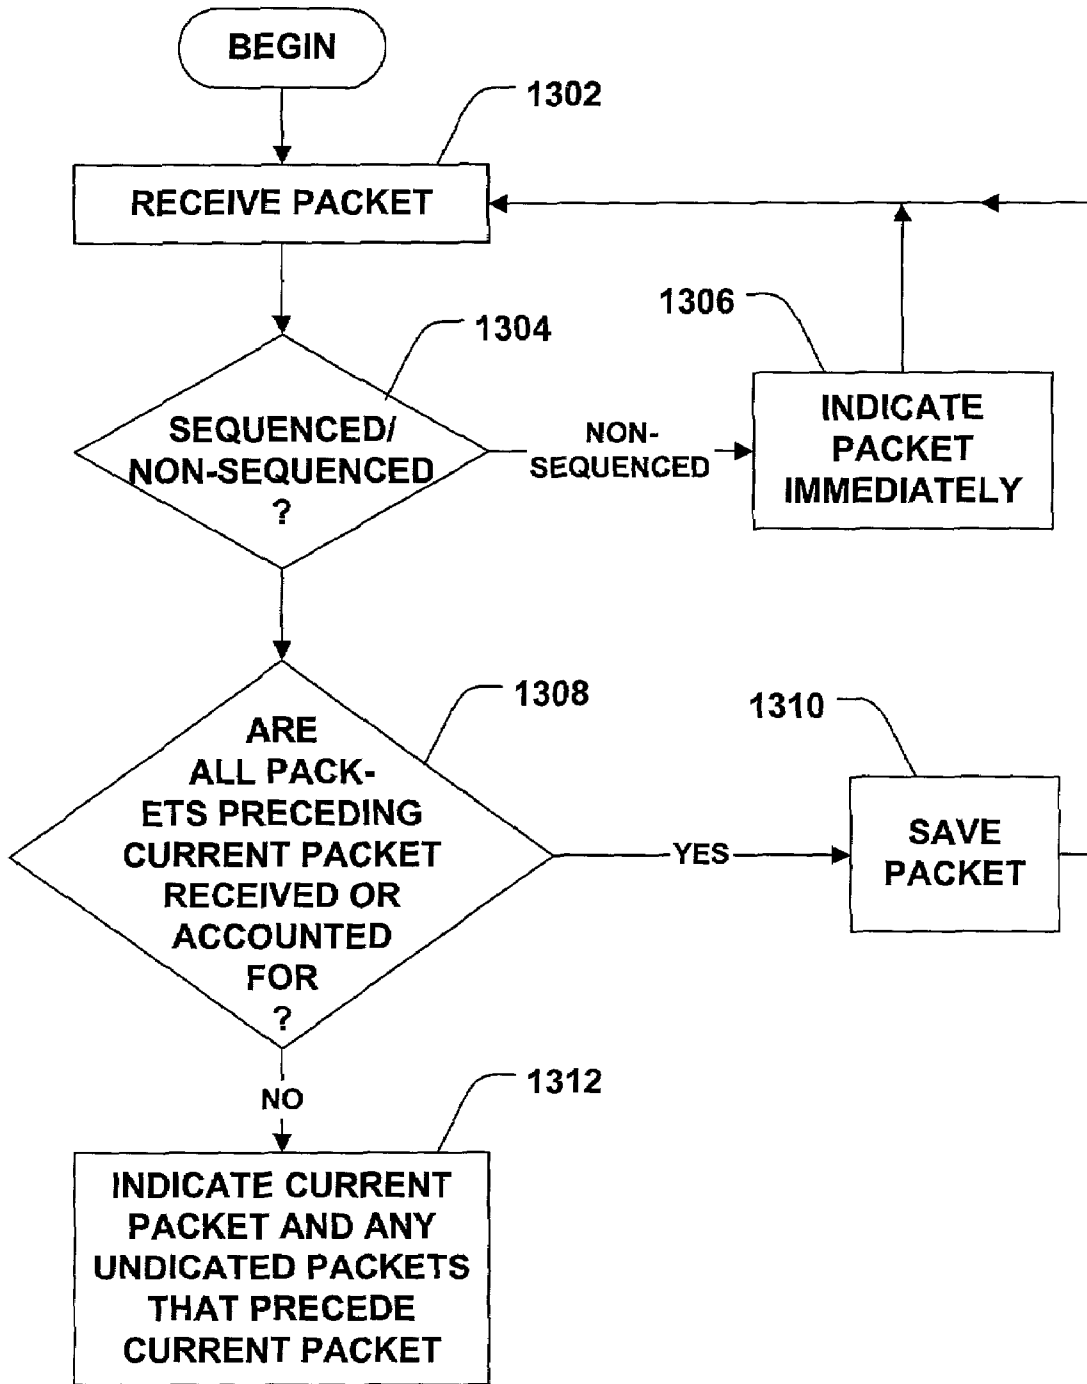 BEGIN
1302
RECEIVE PACKET
1304
1306
SEQUENCED/
NON-SEQUENCED
?
NON-
SEQUENCED
INDICATE
PACKET
IMMEDIATELY
1308
1310
ARE
ALL PACK-
ETS PRECEDING
CURRENT PACKET
RECEIVED OR
ACCOUNTED
FOR
?
YES
SAVE
PACKET
NO
1312
INDICATE CURRENT
PACKET AND ANY
UNDICATED PACKETS
THAT PRECEDE
CURRENT PACKET